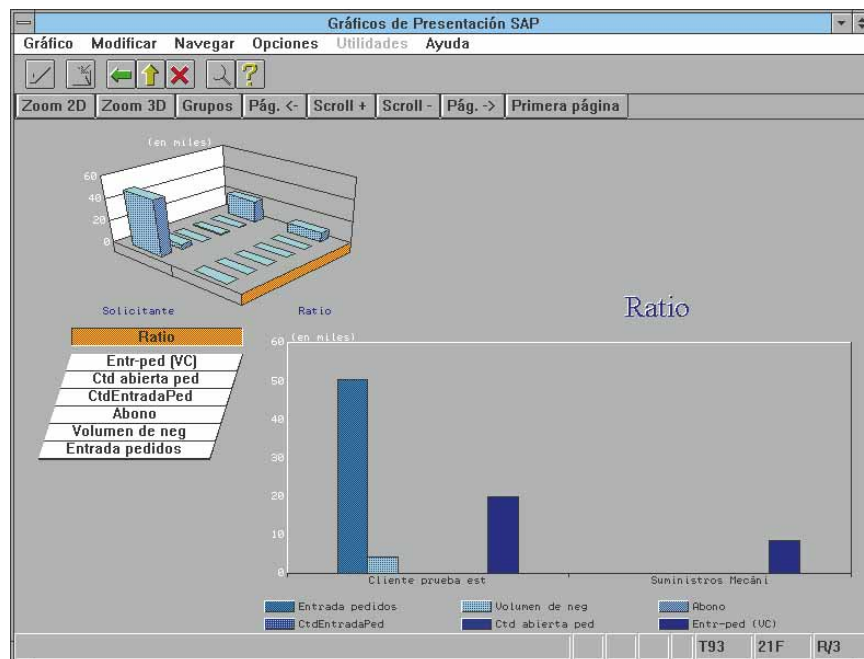 Gráficos de Presentación SAP
Gráfico Modificar Navegar Opciones Utilidades Ayuda
Zoom 2D Zoom 3D Grupos Pág. <- Scroll + Scroll - Pág. -> Primera página
(en miles)
60
40
20
0
Solicitante Ratio
Ratio
Ratio
Entr-ped (VC)
Ctd abierta ped
CtdEntradaPed
Abono
Volumen de neg
Entrada pedidos
60 (en miles)
50
40
30
20
10
0
Cliente prueba est Suministros Mecáni
Entrada pedidos Volumen de neg Abono
CtdEntradaPed Ctd abierta ped Entr-ped (VC)
T93 21F R/3